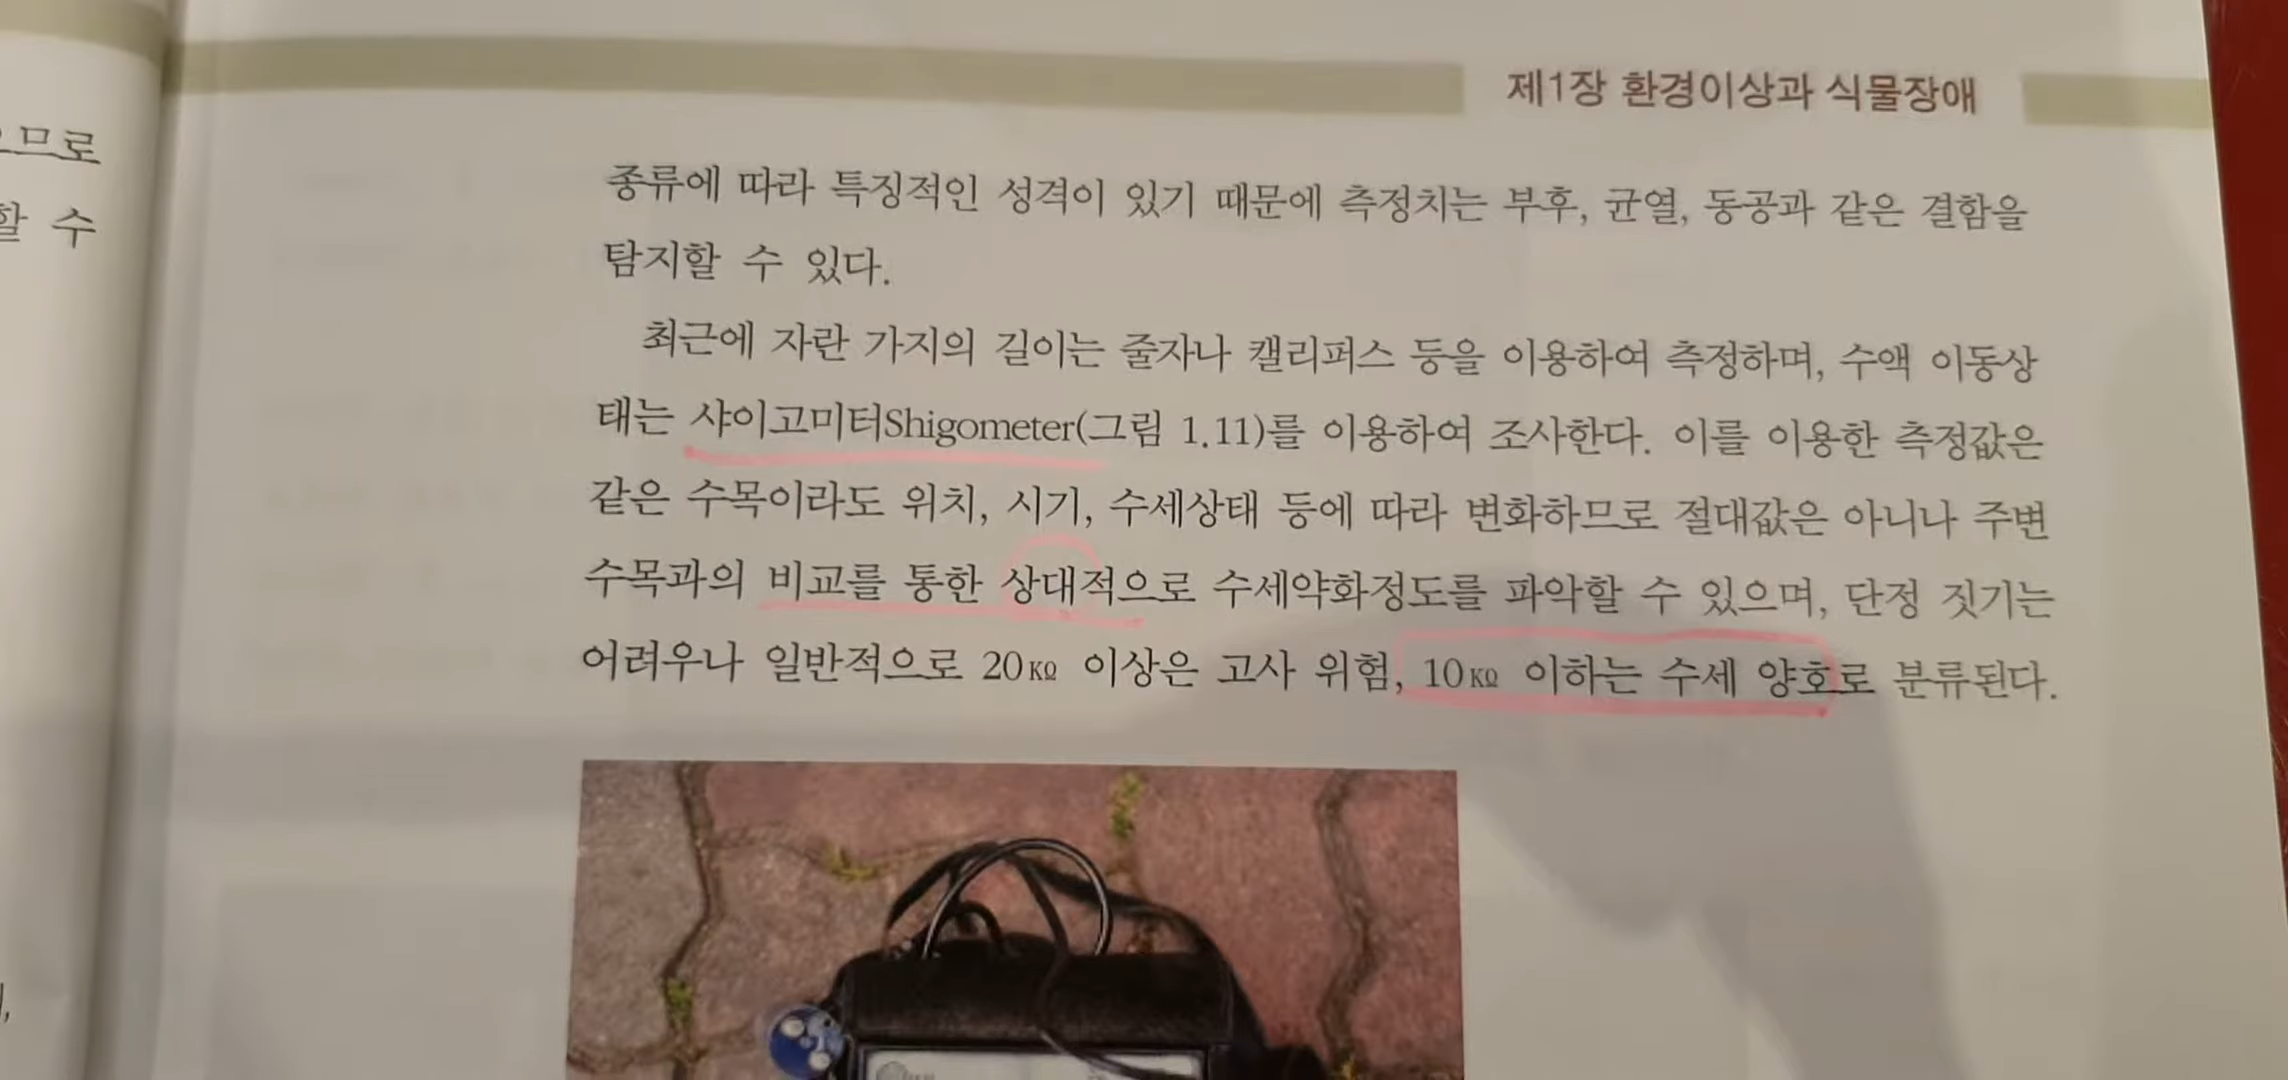 으므로
할 수
제1장 환경이상과 식물장애
종류에 따라 특징적인 성격이 있기 때문에 측정치는 부후, 균열, 동공과 같은 결함을
탐지할 수 있다.
최근에 자란 가지의 길이는 줄자나 캘리퍼스 등을 이용하여 측정하며, 수액 이동상
태는 샤이고미터Shigometer(그림 1.11)를 이용하여 조사한다. 이를 이용한 측정값은
같은 수목이라도 위치, 시기, 수세상태 등에 따라 변화하므로 절대값은 아니나 주변
수목과의 비교를 통한 상대적으로 수세약화정도를 파악할 수 있으며, 단정 짓기는
어려우나 일반적으로 20KΩ 이상은 고사 위험, 10KΩ 이하는 수세 양호로 분류된다.